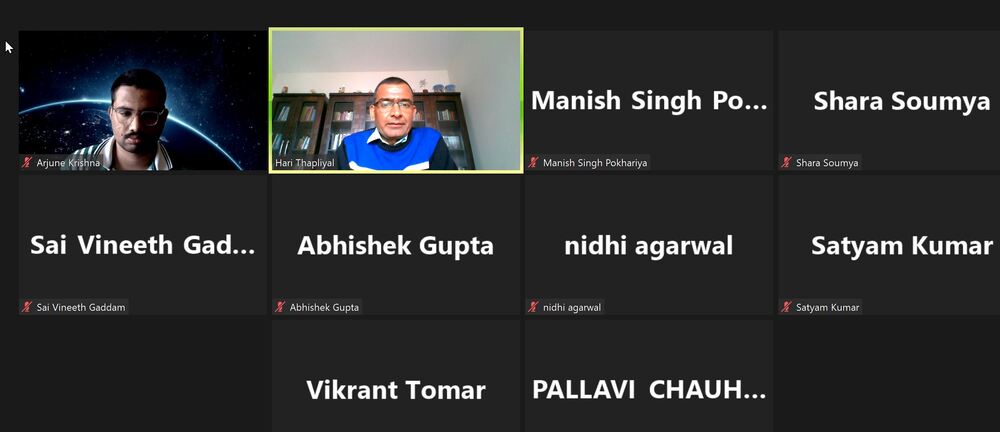 Arjune Krishna
Hari Thapliyal
Manish Singh Po...
Manish Singh Pokhariya
Shara Soumya
Shara Soumya
Sai Vineeth Gad...
Sai Vineeth Gaddam
Abhishek Gupta
Abhishek Gupta
nidhi agarwal
nidhi agarwal
Satyam Kumar
Satyam Kumar
Vikrant Tomar
PALLAVI CHAUH...